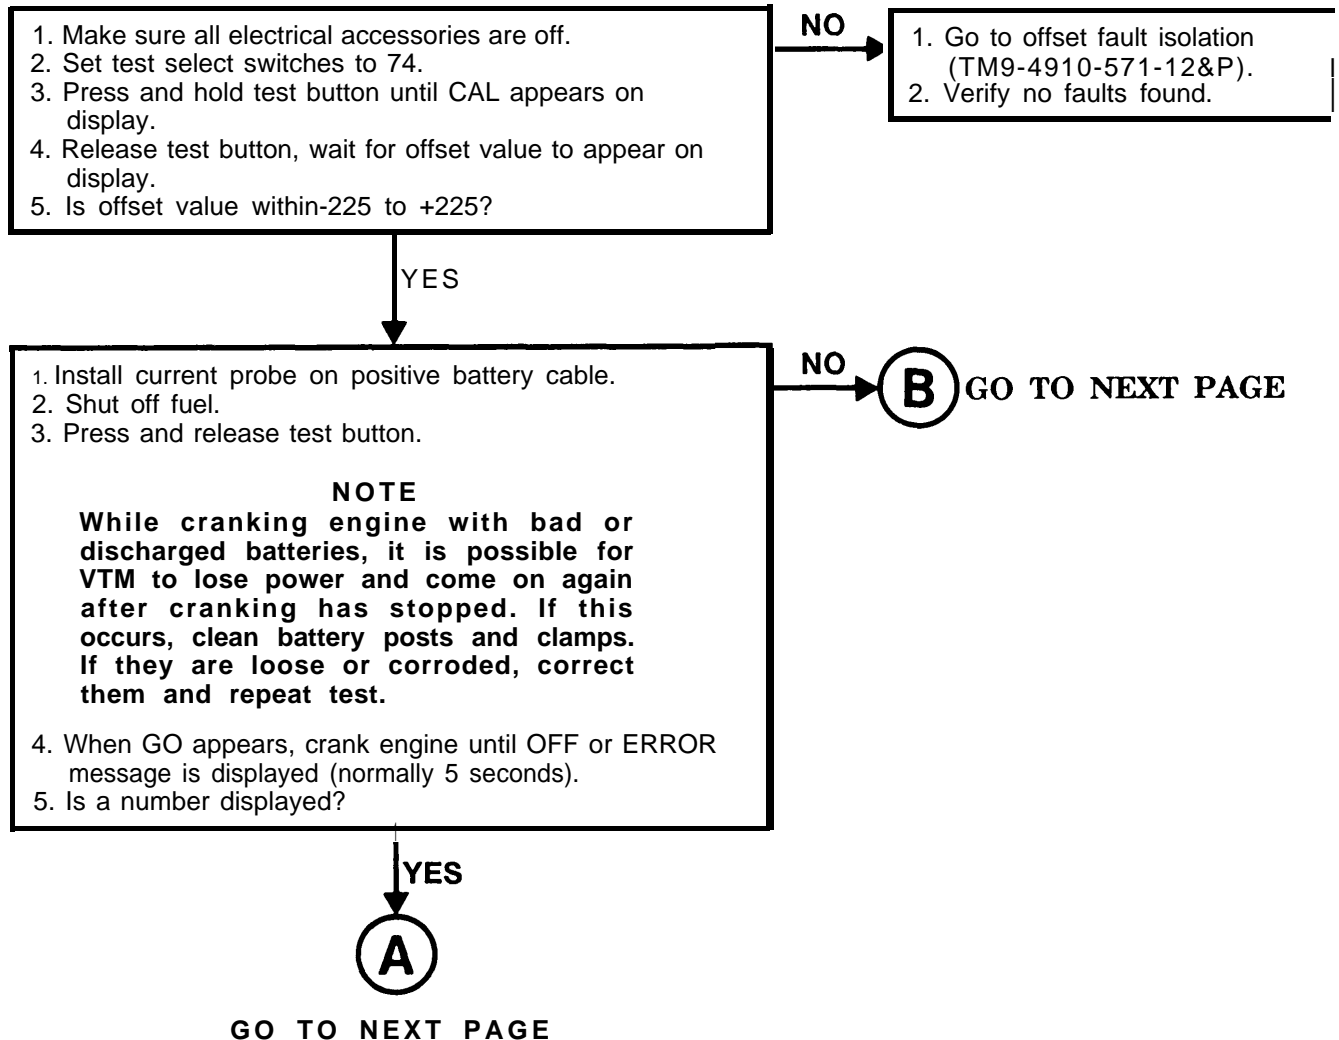 1. Make sure all electrical accessories are off.
2. Set test select switches to 74.
3. Press and hold test button until CAL appears on
display.
4. Release test button, wait for offset value to appear on
display.
5. Is offset value within-225 to +225?
NO
1. Go to offset fault isolation
(TM9-4910-571-12&P).
2. Verify no faults found.
YES
1. Install current probe on positive battery cable.
2. Shut off fuel.
3. Press and release test button.
NOTE
While cranking engine with bad or
discharged batteries, it is possible for
VTM to lose power and come on again
after cranking has stopped. If this
occurs, clean battery posts and clamps.
If they are loose or corroded, correct
them and repeat test.
4. When GO appears, crank engine until OFF or ERROR
message is displayed (normally 5 seconds).
5. Is a number displayed?
NO
B GO TO NEXT PAGE
YES
A
GO TO NEXT PAGE